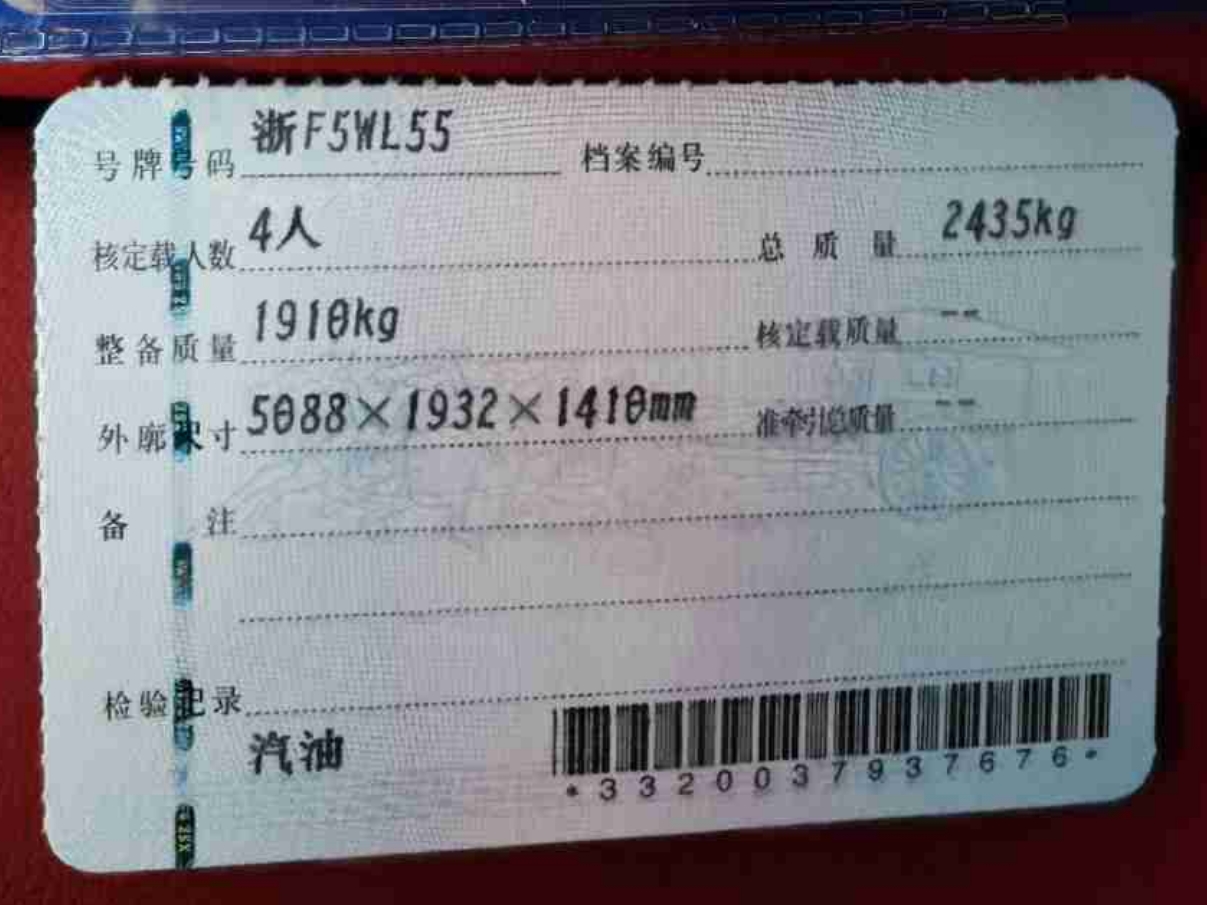 号牌号码 浙F5WL55 档案编号
核定载人数 4人 总质量 2435kg
整备质量 1910kg 核定载质量 --
外廓尺寸 5088×1932×1410mm 准牵引总质量 --
备注
检验记录
汽油
*3320037937676*